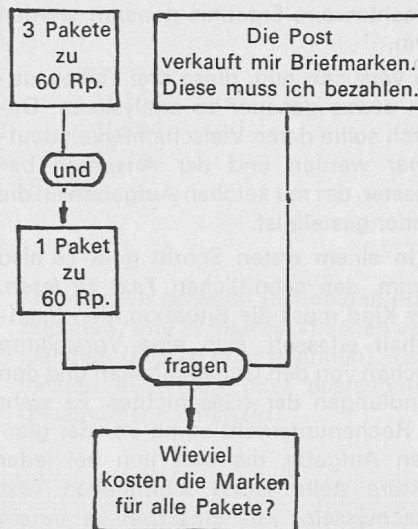 3 Pakete
zu
60 Rp.
Die Post
verkauft mir Briefmarken.
Diese muss ich bezahlen.
und
1 Paket
zu
60 Rp.
fragen
Wieviel
kosten die Marken
für alle Pakete?